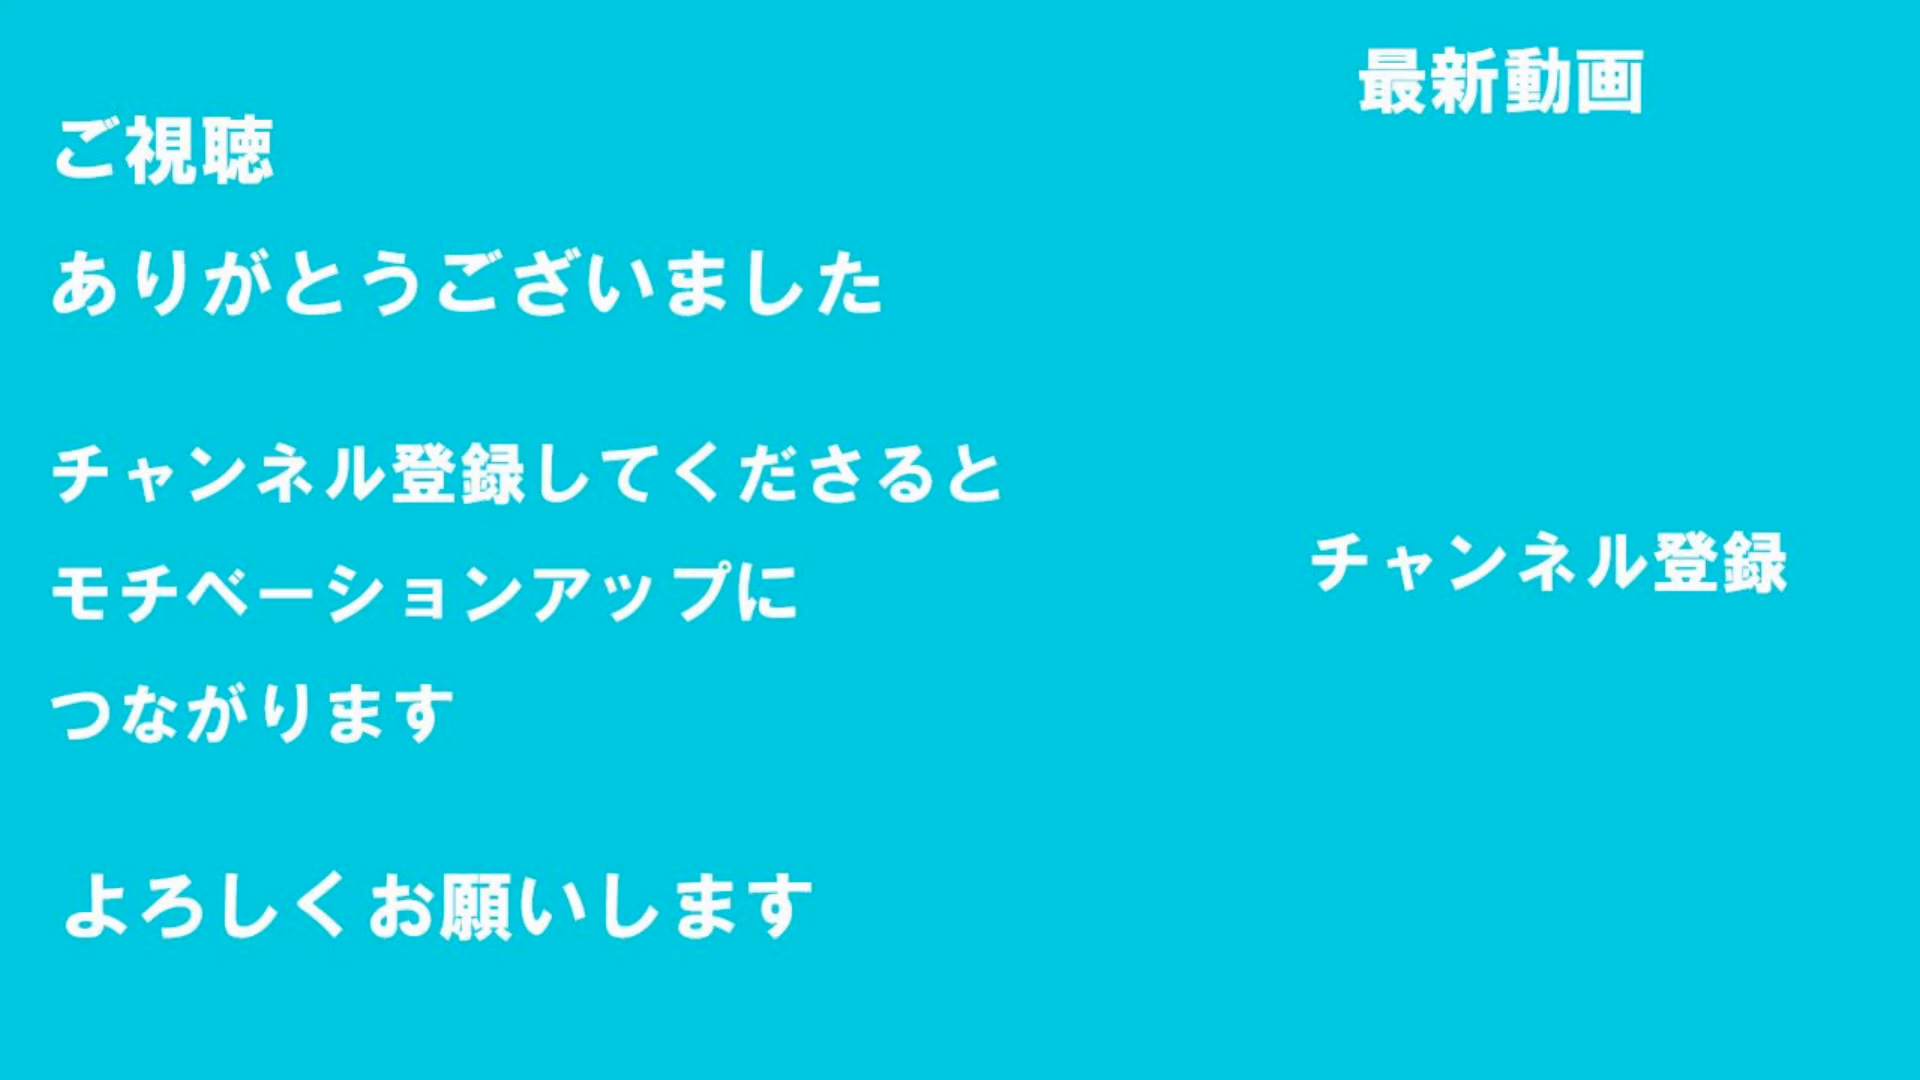 ご視聴
ありがとうございました
チャンネル登録してくださると
モチベーションアップに
つながります
よろしくお願いします
最新動画
チャンネル登録